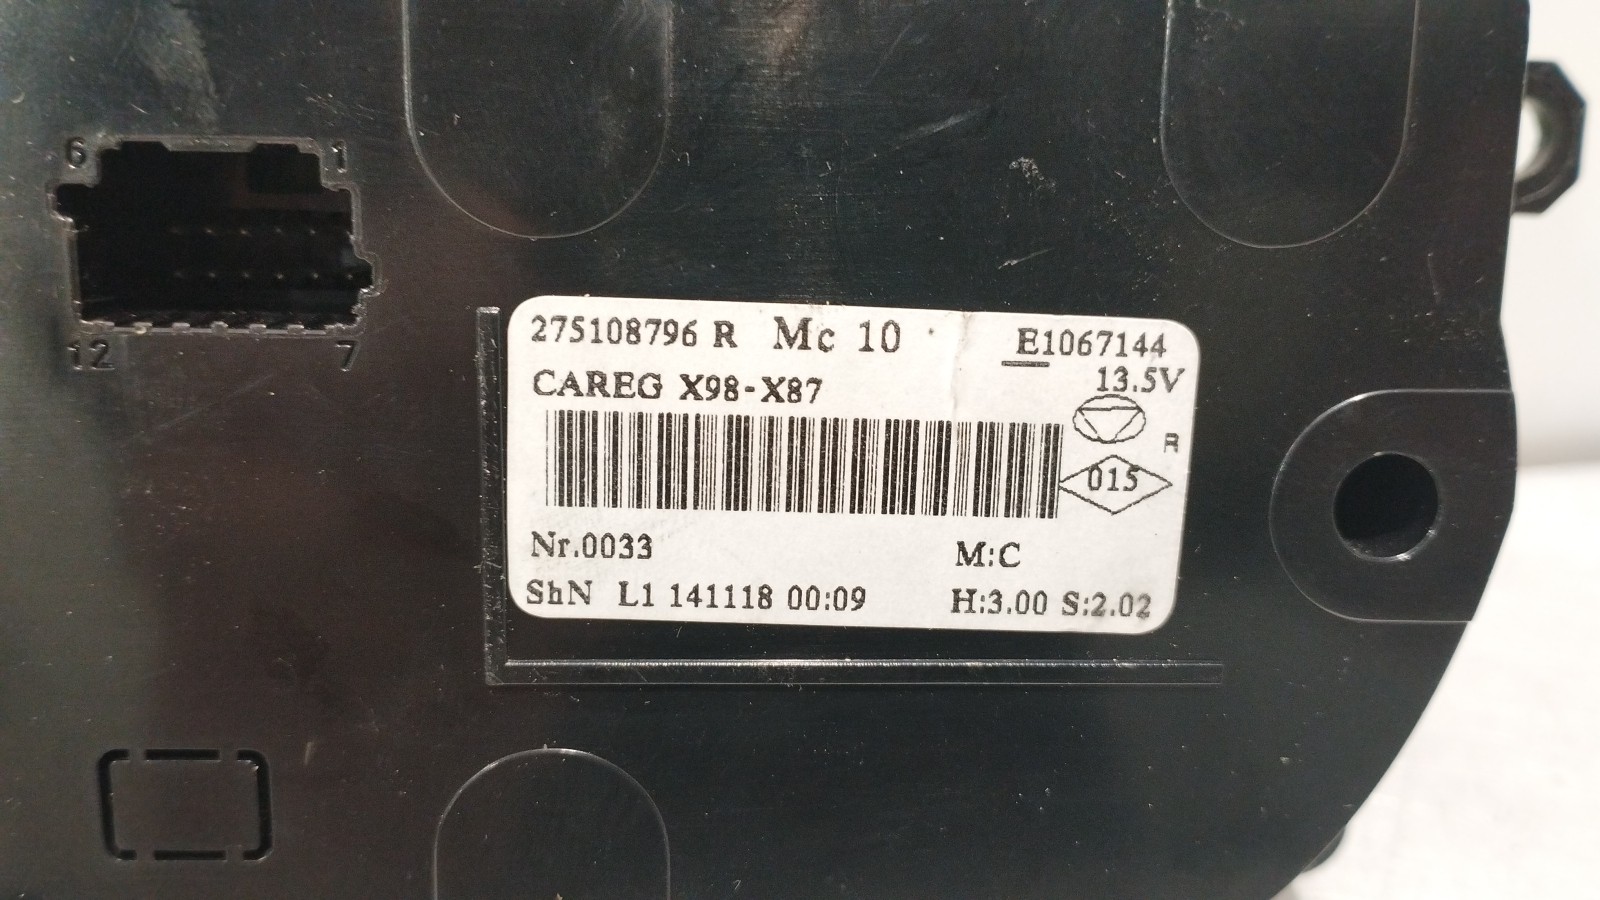 6 1
12 7
275108796 R Mc 10 E1067144
CAREG X98-X87 13.5V
R
015
Nr.0033 M:C
ShN L1 141118 00:09 H:3.00 S:2.02